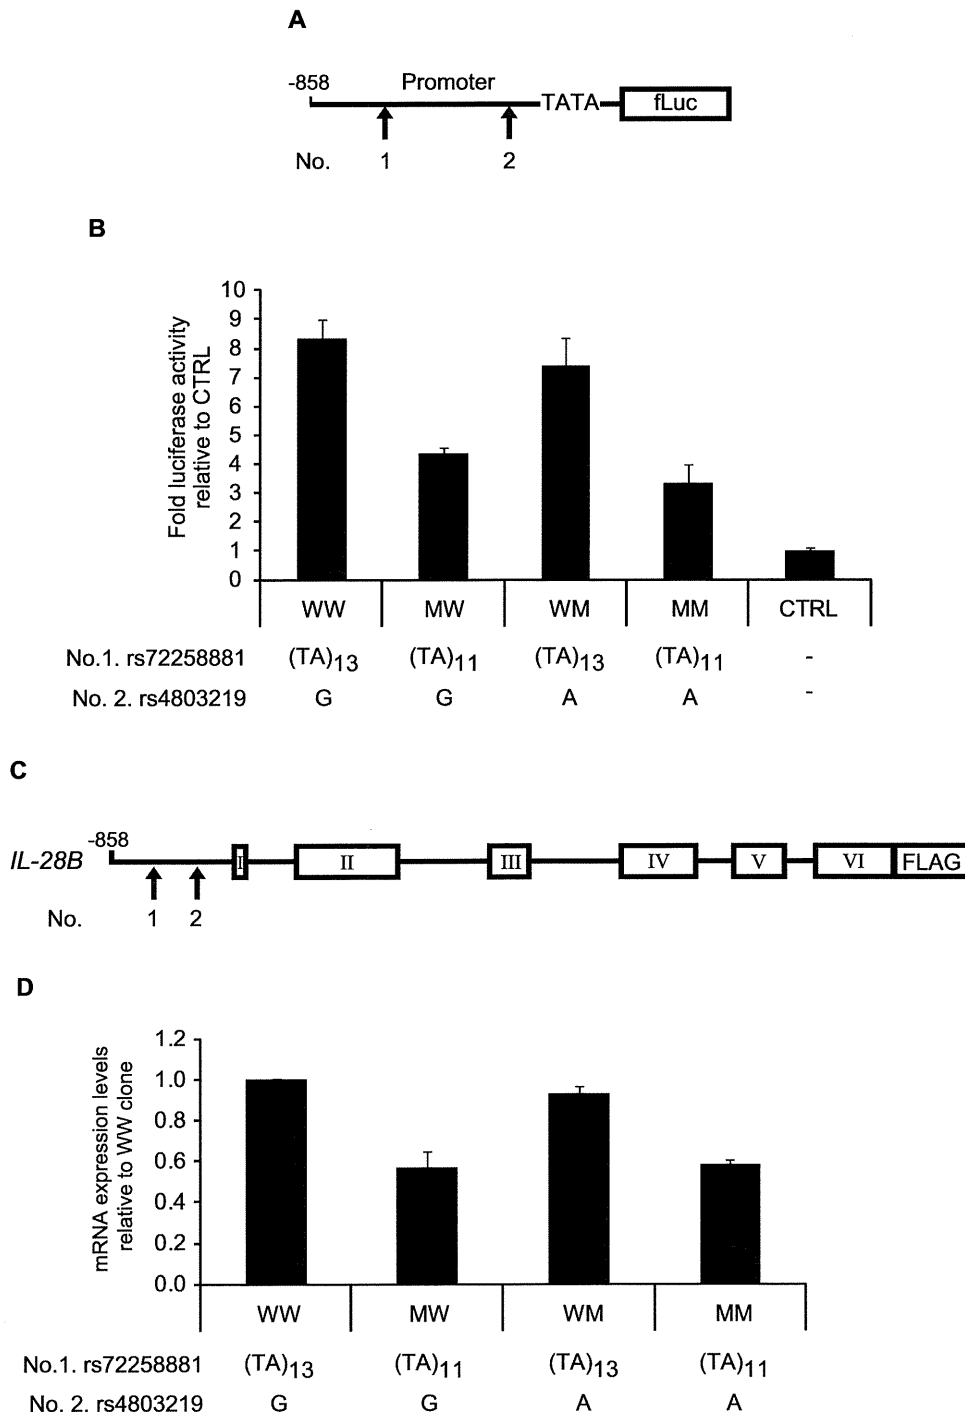 A
-858 Promoter TATA fLuc
No. 1 2
B
Fold luciferase activity
relative to CTRL
10
9
8
7
6
5
4
3
2
1
0
WW MW WM MM CTRL
No.1. rs72258881 (TA)13 (TA)11 (TA)13 (TA)11 -
No. 2. rs4803219 G G A A -
C
IL-28B -858 I II III IV V VI FLAG
No. 1 2
D
mRNA expression levels
relative to WW clone
1.2
1.0
0.8
0.6
0.4
0.2
0.0
WW MW WM MM
No.1. rs72258881 (TA)13 (TA)11 (TA)13 (TA)11
No. 2. rs4803219 G G A A